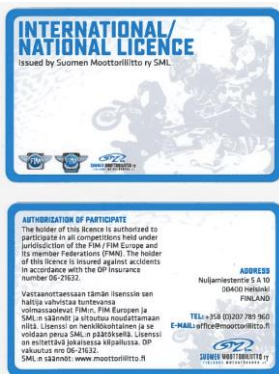 INTERNATIONAL/
NATIONAL LICENCE
Issued by Suomen Moottoriliitto ry SML.
FIM
SUOMEN MOOTTORILIITTO ry
AUTHORIZATION OF PARTICIPATE
The holder of this licence is authorized to
participate in all competitions held under
jurisdisction of the FIM / FIM Europe and
its member Federations (FMN). The holder
of this licence is insured against accidents
in accordance with the OP Insurance
number 06-21632.
Vastaanottaessaan tämän lisenssin sen
haltija vahvistaa tuntevansa
voimassaolevat FIM:n, FIM Europen ja
SML:n säännöt ja sitoutuu noudattamaan
niitä. Lisenssi on henkilökohtainen ja se
voidaan perua SML:n päätöksellä. Lisenssi
on esitettävä jokaisessa kilpailussa. OP
vakuutus nro 06-21632.
SML:n säännöt: www.moottoriliitto.fi
ADDRESS
Nuijamiestentie 5 A 10
00400 Helsinki
FINLAND
TEL: +358 (0)207 789 960
E-MAIL: office@moottoriliitto.fi
SUOMEN MOOTTORILIITTO ry